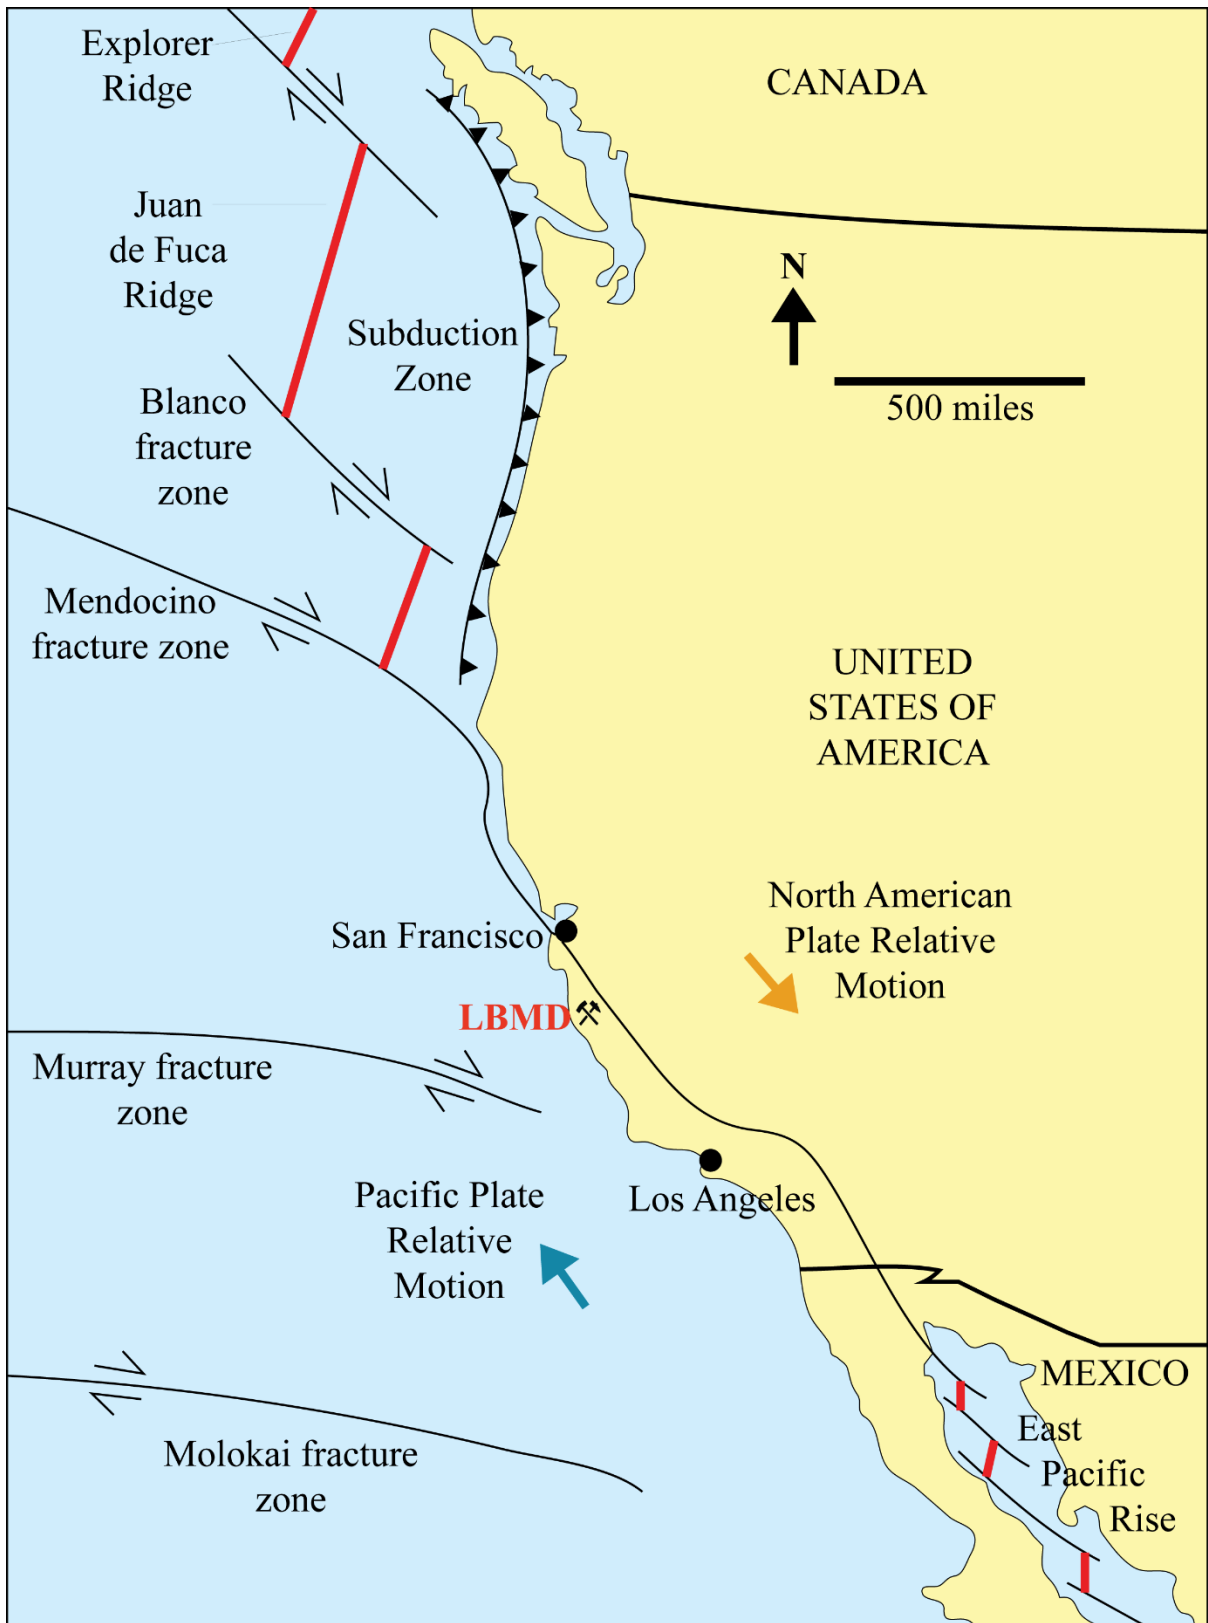 Explorer
Ridge
CANADA
Juan
de Fuca
Ridge
N
Subduction
Zone
500 miles
Blanco
fracture
zone
Mendocino
fracture zone
UNITED
STATES OF
AMERICA
North American
Plate Relative
Motion
San Francisco
LBMD
Murray fracture
zone
Los Angeles
Pacific Plate
Relative
Motion
MEXICO
East
Pacific
Rise
Molokai fracture
zone